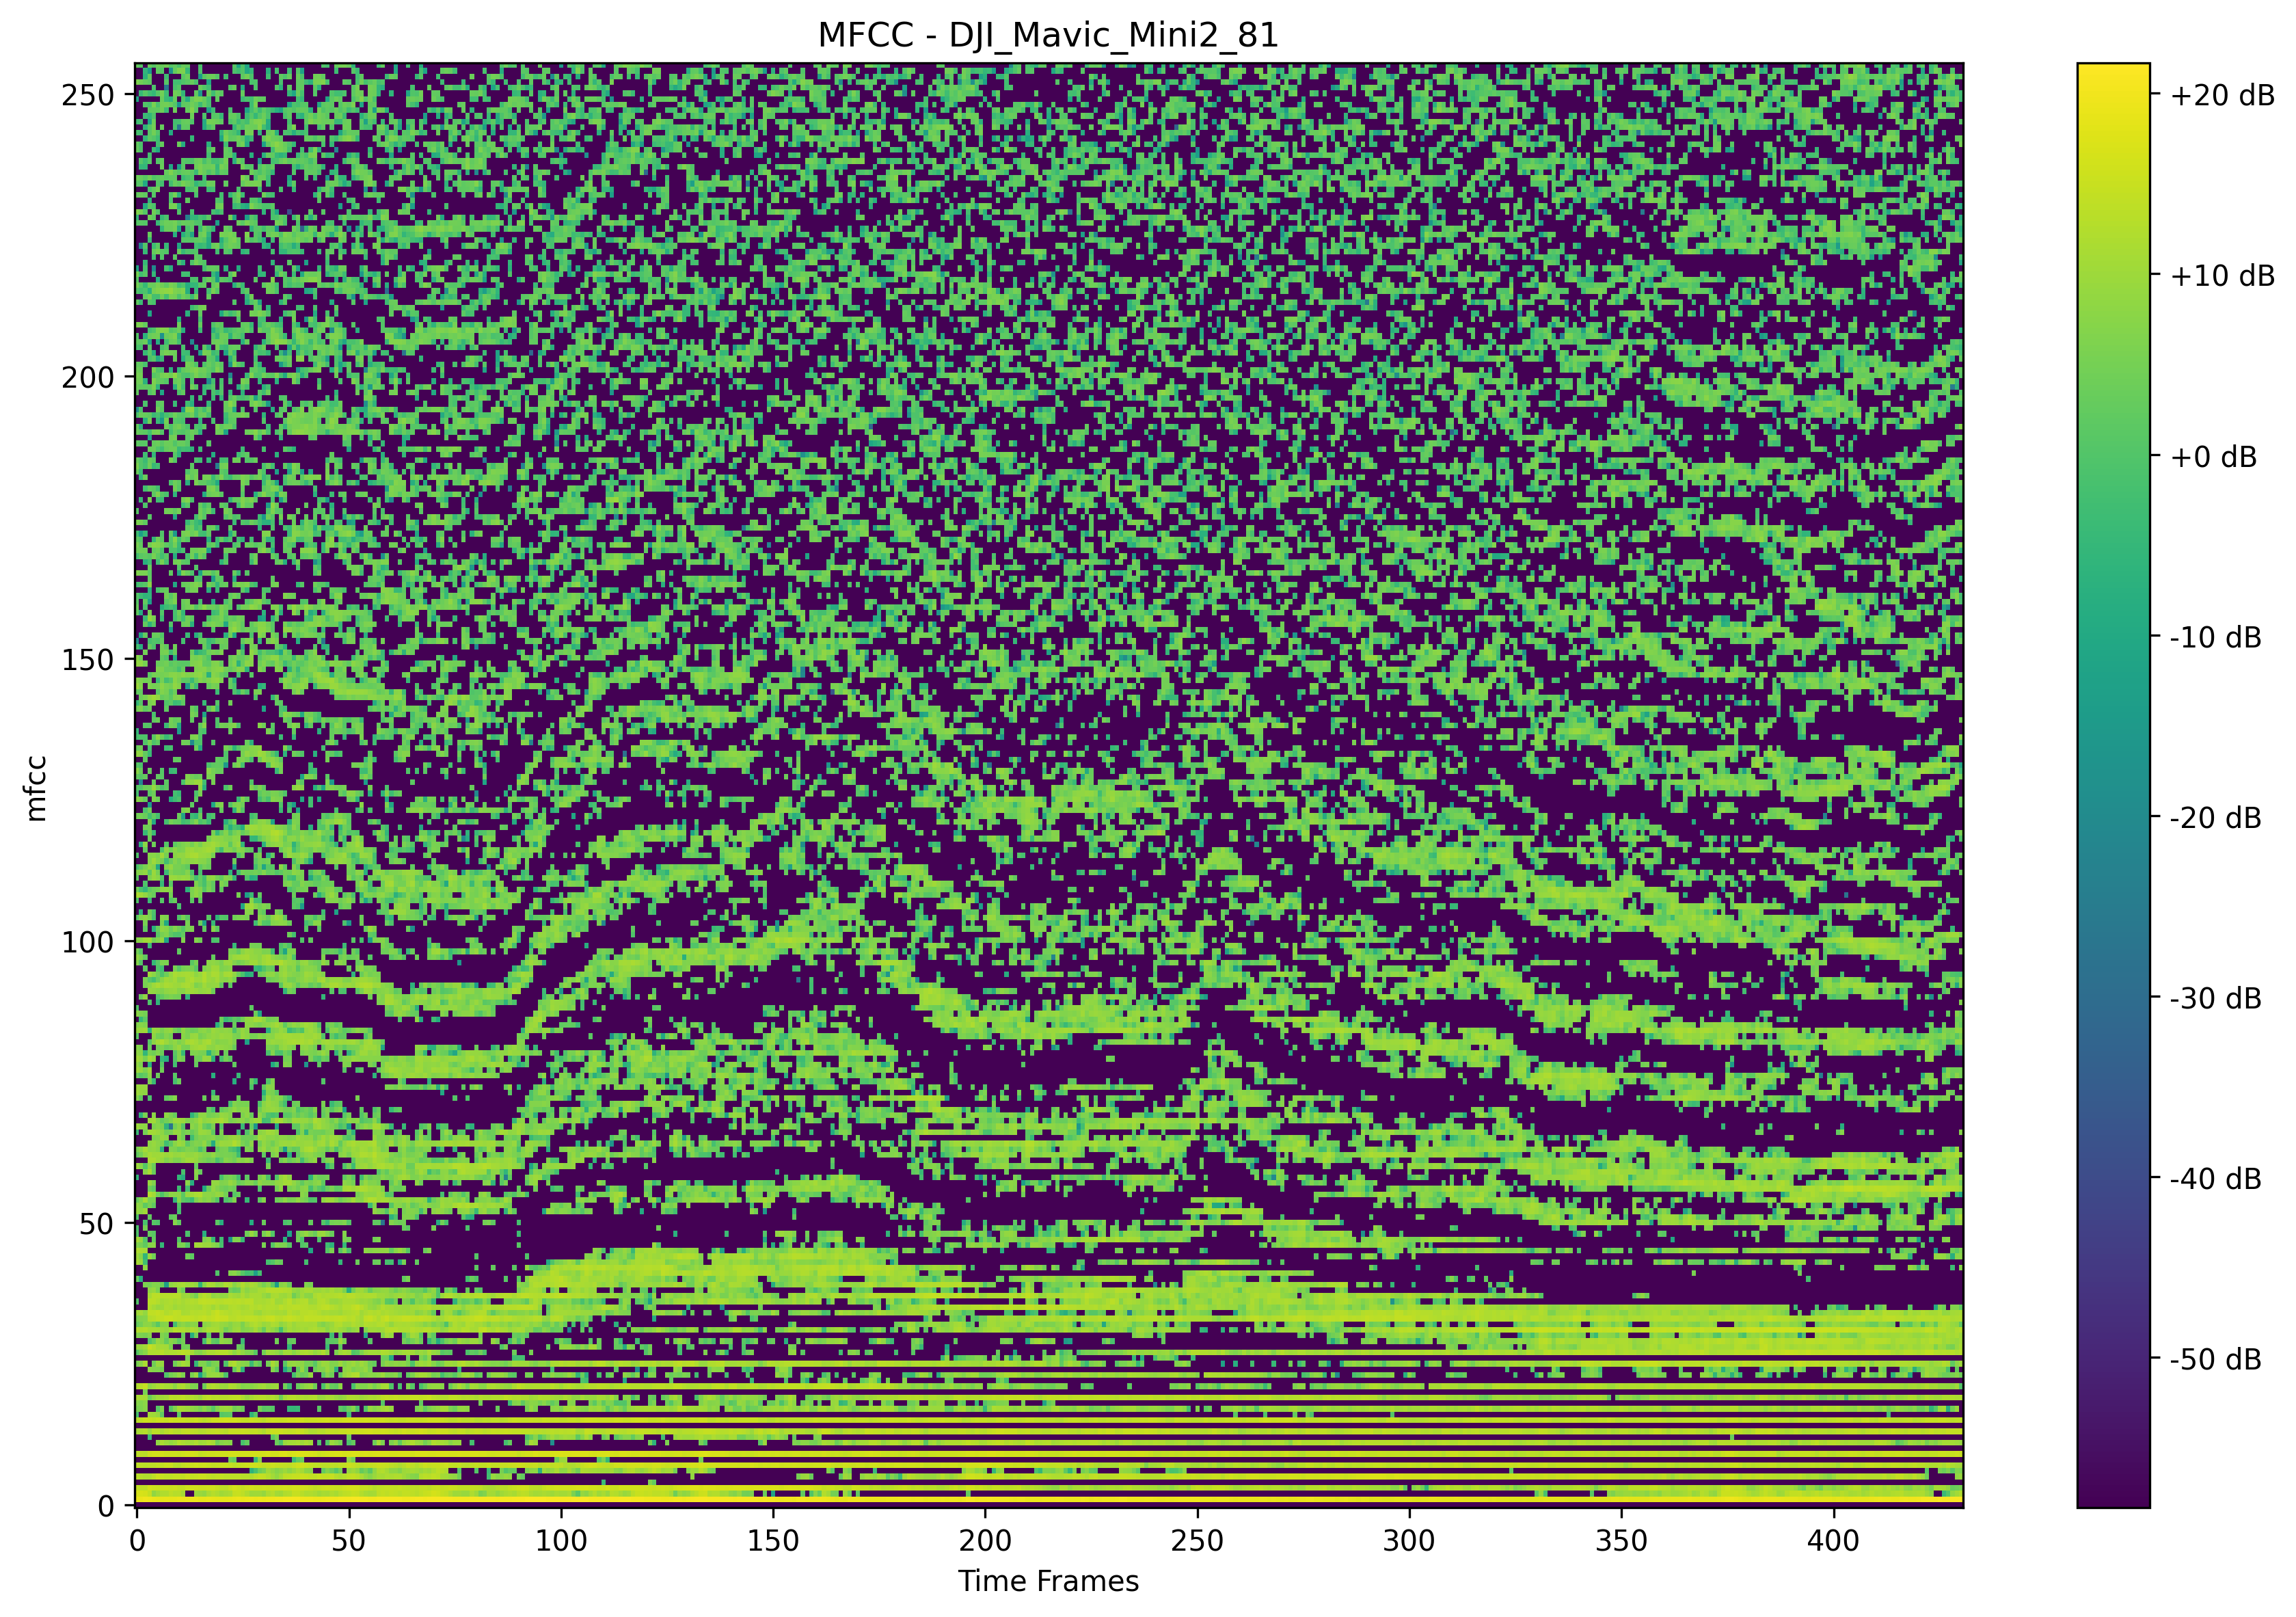 MFCC - DJI_Mavic_Mini2_81
250
200
150
100
50
0
mfcc
0 50 100 150 200 250 300 350 400
Time Frames
+20 dB
+10 dB
+0 dB
-10 dB
-20 dB
-30 dB
-40 dB
-50 dB